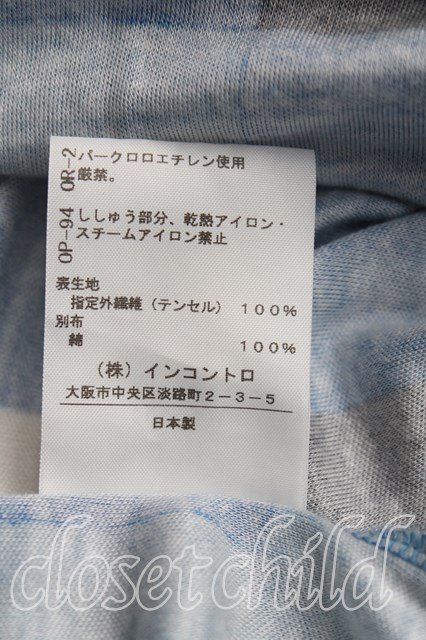 OR-2 パークロロエチレン使用
厳禁。
OP-94 ししゅう部分、乾熱アイロン・
スチームアイロン禁止
表生地
指定外繊維（テンセル） 100%
別布
綿 100%
（株）インコントロ
大阪市中央区淡路町2-3-5
日本製
closetchild